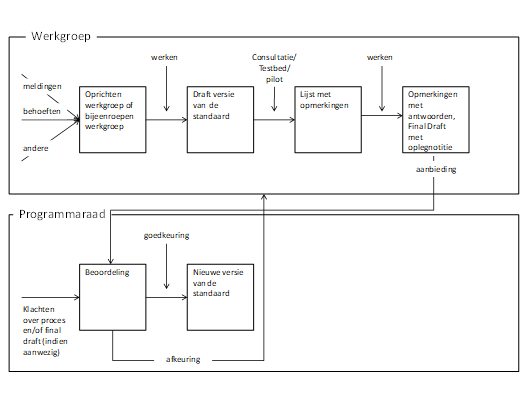 Werkgroep
werken
Consultatie/
Testbed/
pilot
werken
meldingen
behoeften
andere
Oprichten
werkgroep of
bijeenroepen
werkgroep
Draft versie
van de
standaard
Lijst met
opmerkingen
Opmerkingen
met
antwoorden,
Final Draft
met
oplegnotitie
aanbieding
Programmaraad
goedkeuring
Beoordeling
Nieuwe versie
van de
standaard
Klachten
over proces
en/of final
draft (indien
aanwezig)
afkeuring